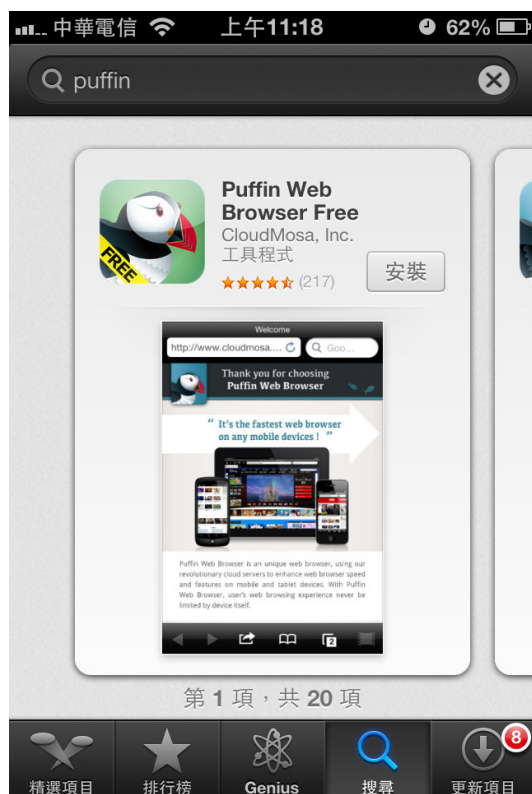 中華電信 上午11:18 62%
puffin
Puffin Web
Browser Free
CloudMosa, Inc.
工具程式
(217)
安裝
FREE
Welcome
http://www.cloudmosa.... Goo...
Thank you for choosing
Puffin Web Browser
“ It's the fastest web browser
on any mobile devices ! ”
Puffin Web Browser is an unique web browser, using our
revolutionary cloud servers to enhance web browser speed
and features on mobile and tablet devices. With Puffin
Web Browser, user's web browsing experience never be
limited by device itself.
2
第 1 項，共 20 項
8
精選項目 排行榜 Genius 搜尋 更新項目